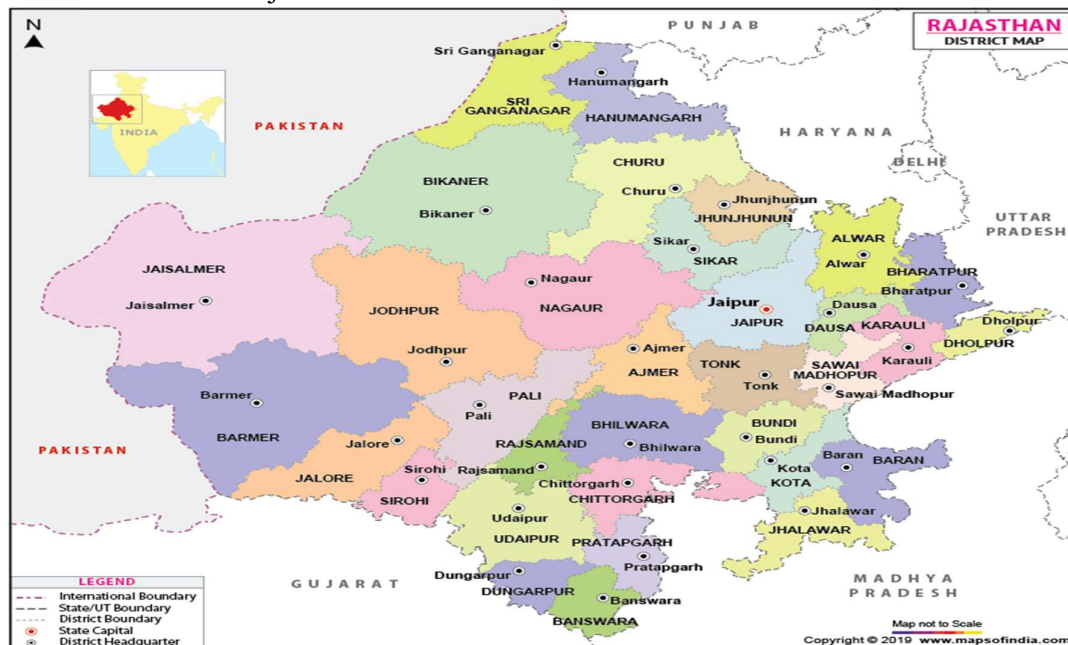 N
PUNJAB
RAJASTHAN
DISTRICT MAP
Sri Ganganagar
Hanumangarh
SRI
GANGANAGAR
HANUMANGARH
INDIA
PAKISTAN
HARYANA
DELHI
CHURU
Churu
BIKANER
Bikaner
Jhunjhunun
JHUNJHUNUN
UTTAR
PRADESH
Sikar
SIKAR
ALWAR
Alwar
JAISALMER
Jaisalmer
Nagaur
NAGAUR
BHARATPUR
Bharatpur
JODHPUR
Jodhpur
Jaipur
JAIPUR
Dausa
DAUSA
KARAULI
Karauli
Dholpur
DHOLPUR
Ajmer
AJMER
TONK
Tonk
SAWAI
MADHOPUR
Sawai Madhopur
Barmer
BARMER
PALI
Pali
BHILWARA
Bhilwara
BUNDI
Bundi
PAKISTAN
Jalore
JALORE
Sirohi
SIROHI
RAJSAMAND
Rajsamand
Chittorgarh
CHITTORGARH
Kota
KOTA
Baran
BARAN
Udaipur
UDAIPUR
Jhalawar
JHALAWAR
PRATAPGARH
Pratapgarh
GUJARAT
Dungarpur
DUNGARPUR
Banswara
BANSWARA
MADHYA
PRADESH
LEGEND
International Boundary
State/UT Boundary
District Boundary
State Capital
District Headquarter
Map not to Scale
Copyright © 2019 www.mapsofindia.com